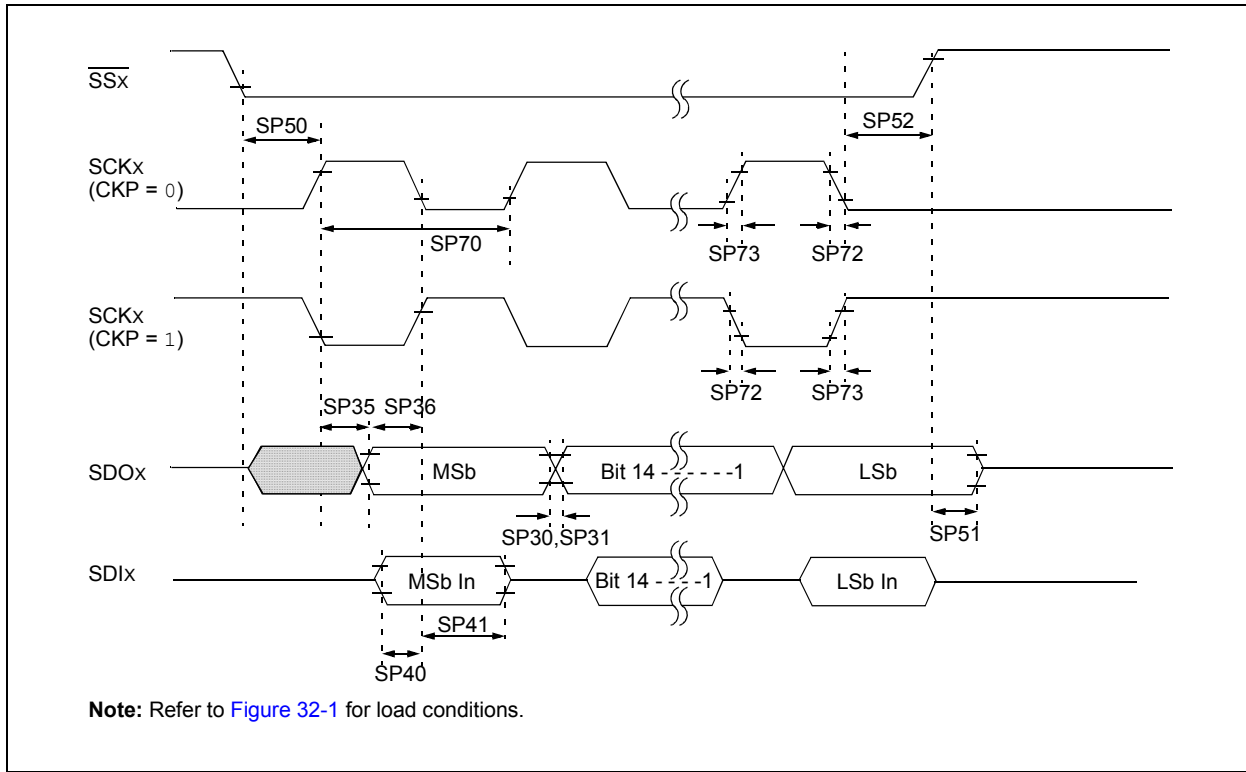 SSx
SP50
SP52
SCKx
(CKP = 0)
SP70
SP73
SP72
SCKx
(CKP = 1)
SP72
SP73
SP35
SP36
SDOx
MSb
Bit 14 - - - - - -1
LSb
SP30,SP31
SP51
SDIx
MSb In
Bit 14 - - - -1
LSb In
SP41
SP40
Note: Refer to Figure 32-1 for load conditions.